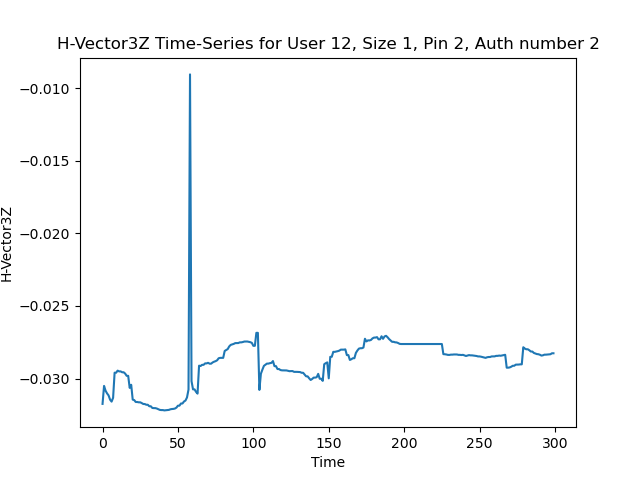 H-Vector3Z Time-Series for User 12, Size 1, Pin 2, Auth number 2
−0.010
−0.015
−0.020
−0.025
−0.030
H-Vector3Z
0 50 100 150 200 250 300
Time